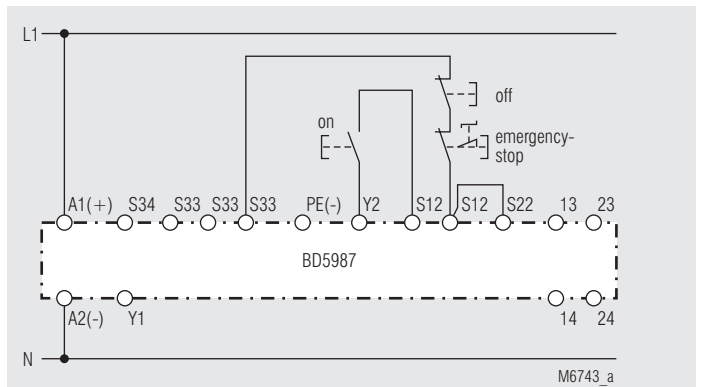 L1
off
on
emergency-
stop
A1(+) S34 S33 S33 S33 PE(-) Y2 S12 S12 S22 13 23
BD5987
A2(-) Y1 14 24
N
M6743_a